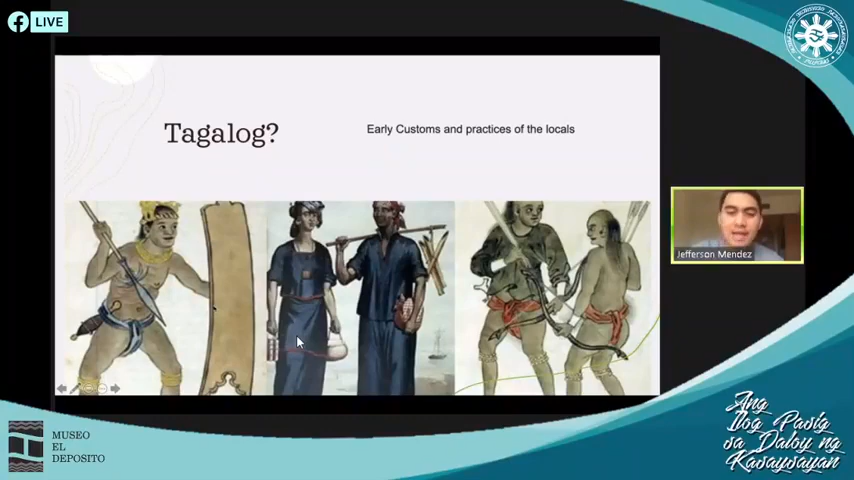 LIVE
Tagalog?
Early Customs and practices of the locals
Jefferson Mendez
MUSEO
EL
DEPOSITO
Ang
Ilog Pasig
sa Daloy ng
Kasaysayan